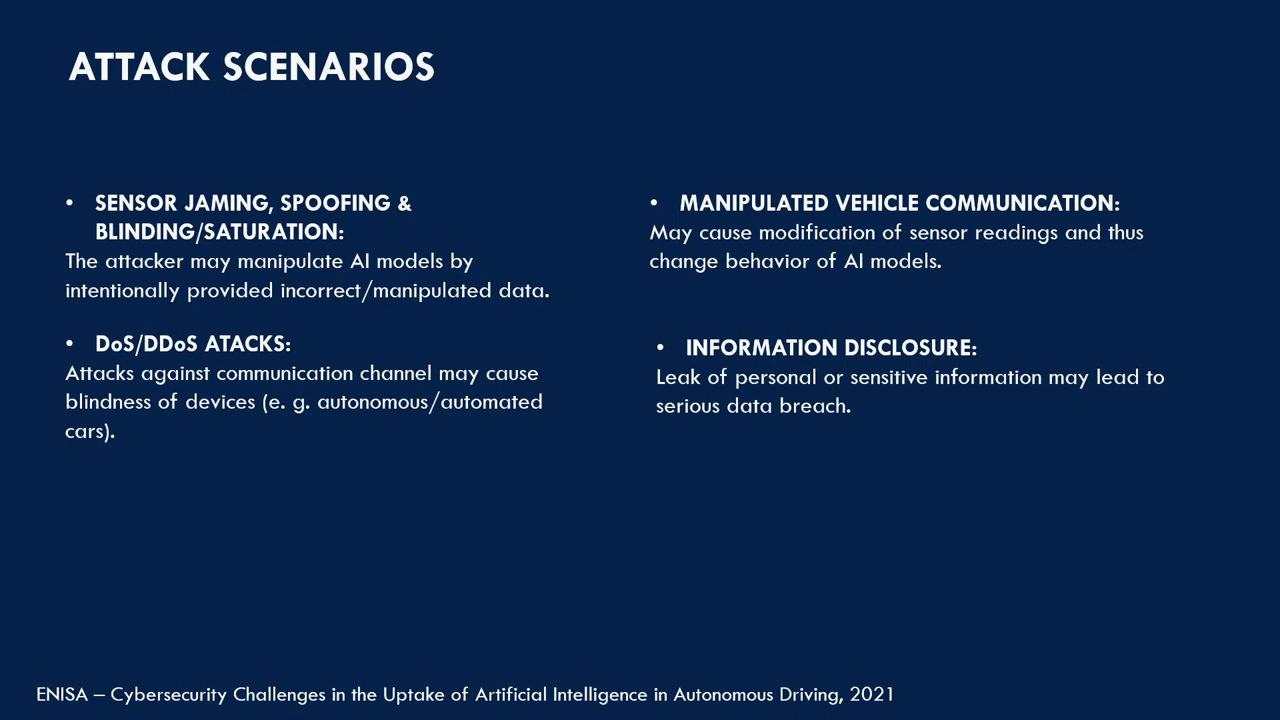 ATTACK SCENARIOS
• SENSOR JAMING, SPOOFING &
BLINDING/SATURATION:
The attacker may manipulate AI models by
intentionally provided incorrect/manipulated data.
• DoS/DDoS ATACKS:
Attacks against communication channel may cause
blindness of devices (e. g. autonomous/automated
cars).
• MANIPULATED VEHICLE COMMUNICATION:
May cause modification of sensor readings and thus
change behavior of AI models.
• INFORMATION DISCLOSURE:
Leak of personal or sensitive information may lead to
serious data breach.
ENISA – Cybersecurity Challenges in the Uptake of Artificial Intelligence in Autonomous Driving, 2021